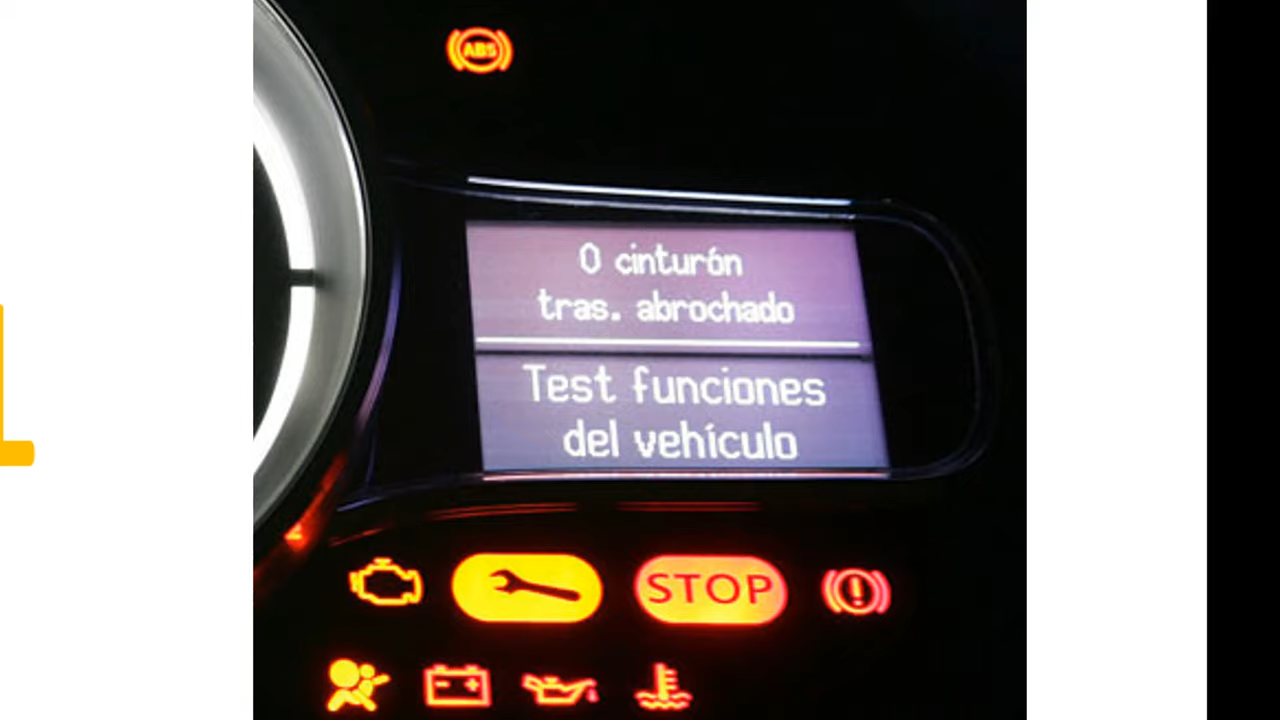 ABS
0 cinturón
tras. abrochado
Test funciones
del vehículo
STOP